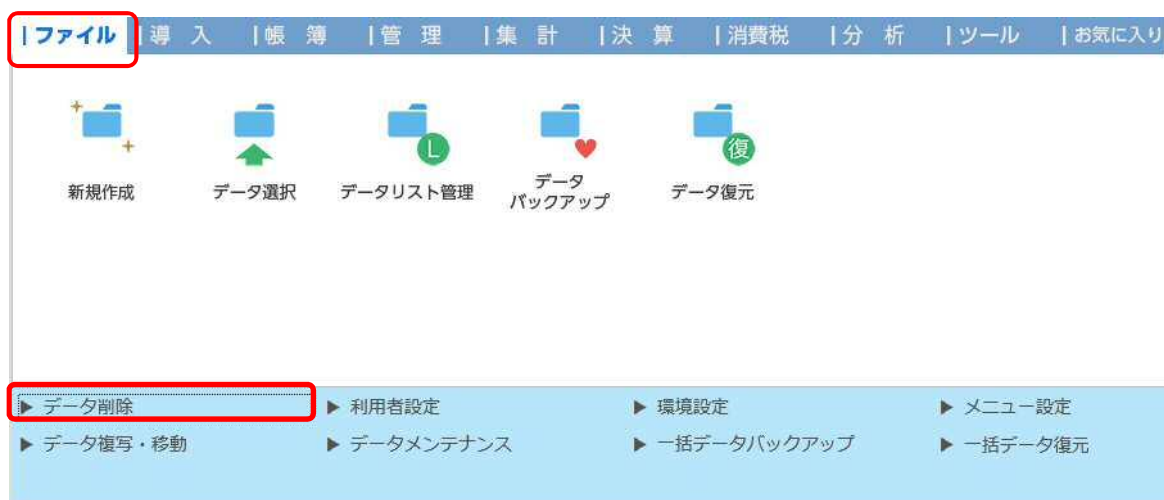 |ファイル |導 入 |帳 簿 |管 理 |集 計 |決 算 |消費税 |分 析 |ツール |お気に入り
L 復
新規作成 データ選択 データリスト管理 データ
バックアップ データ復元
▶ データ削除 ▶ 利用者設定 ▶ 環境設定 ▶ メニュー設定
▶ データ複写・移動 ▶ データメンテナンス ▶ 一括データバックアップ ▶ 一括データ復元